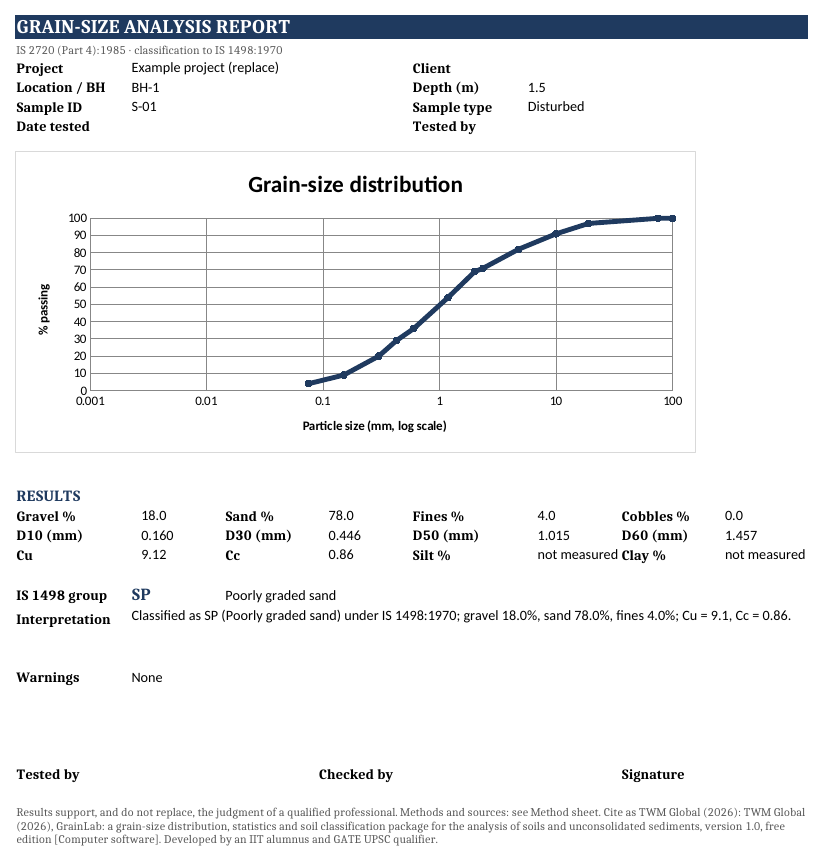 GRAIN-SIZE ANALYSIS REPORT
IS 2720 (Part 4):1985 · classification to IS 1498:1970
Project Example project (replace) Client
Location / BH BH-1 Depth (m) 1.5
Sample ID S-01 Sample type Disturbed
Date tested Tested by
Grain-size distribution
100
90
80
70
60
50
40
30
20
10
0
% passing
0.001 0.01 0.1 1 10 100
Particle size (mm, log scale)
RESULTS
Gravel % 18.0 Sand % 78.0 Fines % 4.0 Cobbles % 0.0
D10 (mm) 0.160 D30 (mm) 0.446 D50 (mm) 1.015 D60 (mm) 1.457
Cu 9.12 Cc 0.86 Silt % not measured Clay % not measured
IS 1498 group SP Poorly graded sand
Interpretation Classified as SP (Poorly graded sand) under IS 1498:1970; gravel 18.0%, sand 78.0%, fines 4.0%; Cu = 9.1, Cc = 0.86.
Warnings None
Tested by Checked by Signature
Results support, and do not replace, the judgment of a qualified professional. Methods and sources: see Method sheet. Cite as TWM Global (2026): TWM Global
(2026), GrainLab: a grain-size distribution, statistics and soil classification package for the analysis of soils and unconsolidated sediments, version 1.0, free
edition [Computer software]. Developed by an IIT alumnus and GATE UPSC qualifier.